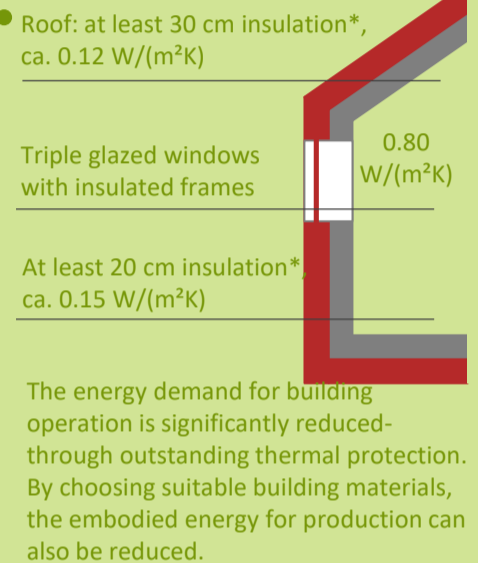 Roof: at least 30 cm insulation*,
ca. 0.12 W/(m²K)
Triple glazed windows
with insulated frames
0.80
W/(m²K)
At least 20 cm insulation*,
ca. 0.15 W/(m²K)
The energy demand for building
operation is significantly reduced-
through outstanding thermal protection.
By choosing suitable building materials,
the embodied energy for production can
also be reduced.